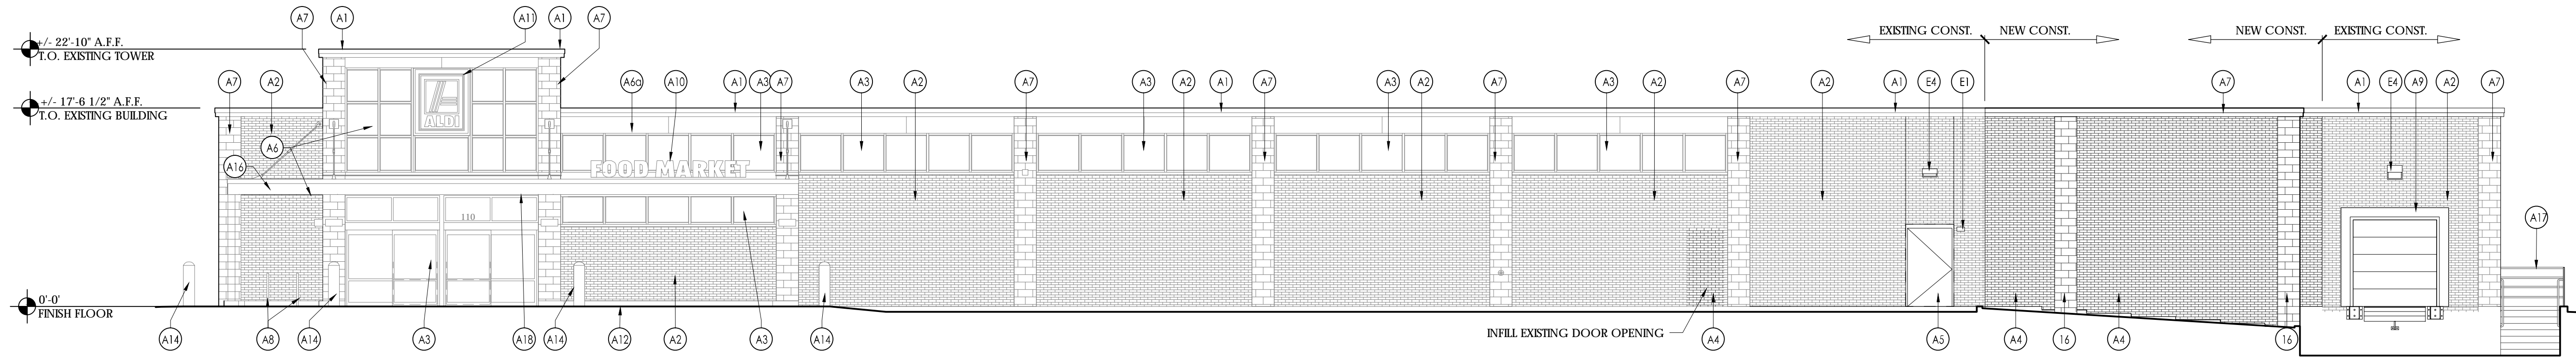 A7
A1
A11
A1
A7
EXISTING CONST.
NEW CONST.
NEW CONST.
EXISTING CONST.
+/- 22'-10" A.F.F.
T.O. EXISTING TOWER
A7
A2
A6a
A10
A1
A3
A7
A3
A2
A7
A3
A2
A1
A7
A3
A2
A7
A3
A2
A7
A2
A1
E4
E1
A7
A1
E4
A9
A2
A7
+/- 17'-6 1/2" A.F.F.
T.O. EXISTING BUILDING
ALDI
A6
A16
FOOD MARKET
110
A17
0'-0'
FINISH FLOOR
INFILL EXISTING DOOR OPENING
A14
A8
A14
A3
A18
A14
A12
A2
A3
A14
A4
A5
A4
16
A4
16